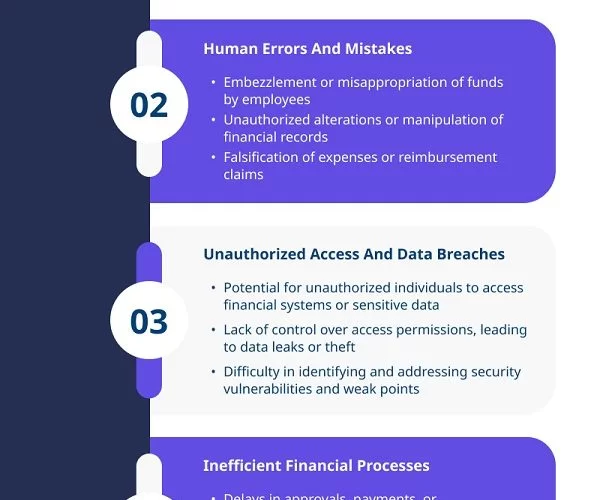 Human Errors And Mistakes
02
• Embezzlement or misappropriation of funds
by employees
• Unauthorized alterations or manipulation of
financial records
• Falsification of expenses or reimbursement
claims
Unauthorized Access And Data Breaches
03
• Potential for unauthorized individuals to access
financial systems or sensitive data
• Lack of control over access permissions, leading
to data leaks or theft
• Difficulty in identifying and addressing security
vulnerabilities and weak points
Inefficient Financial Processes
• Delays in approvals, payments, or